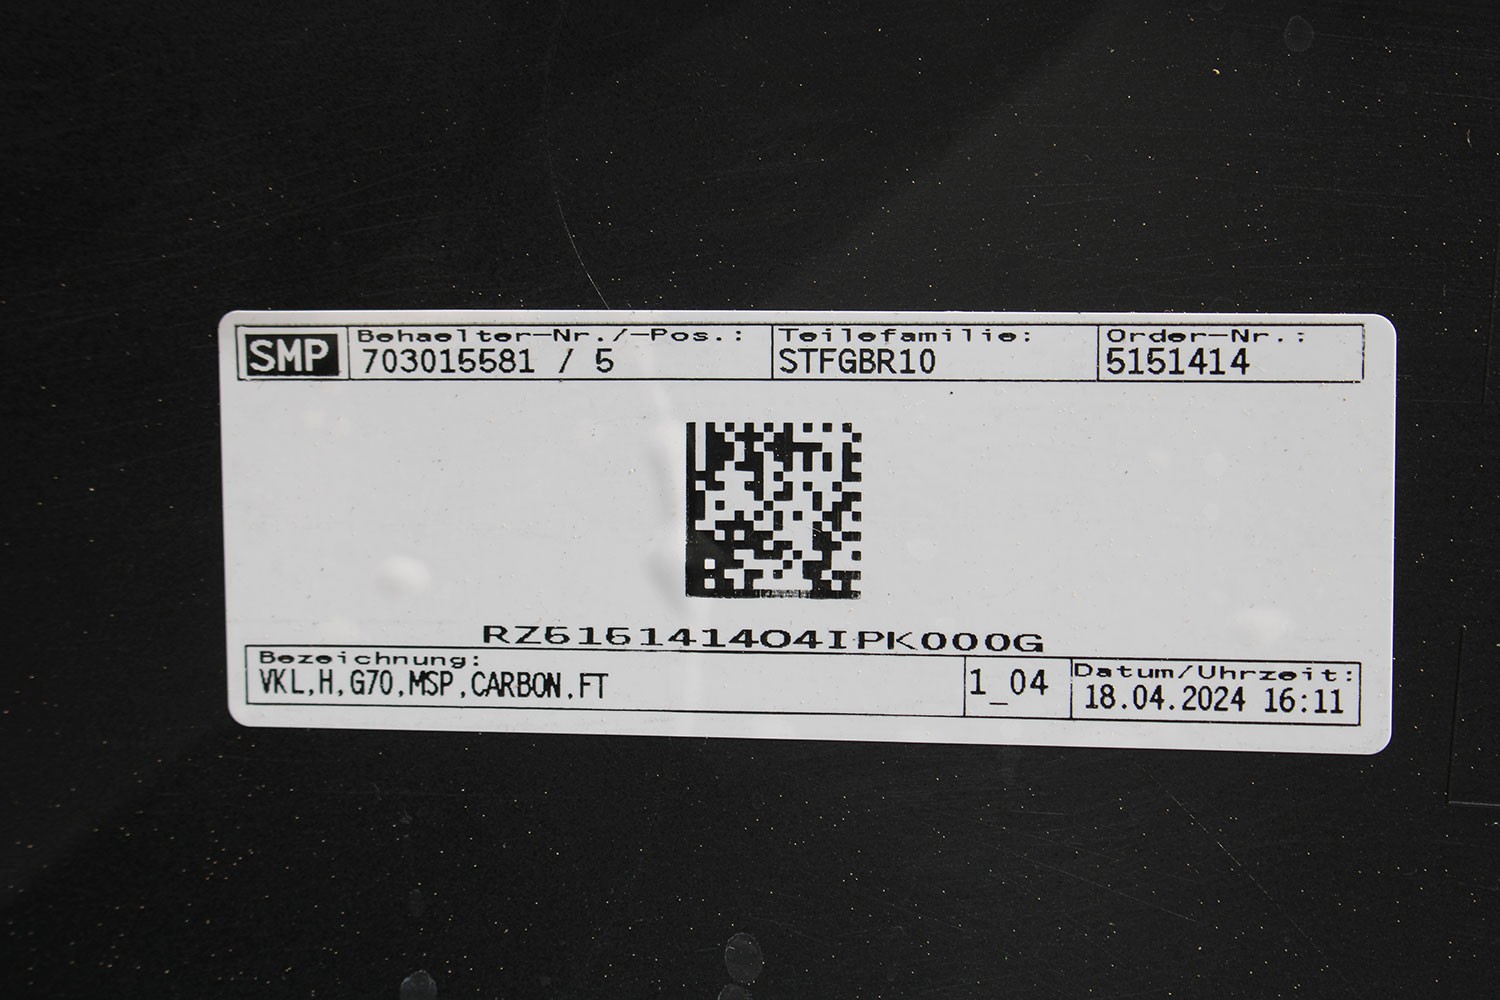 SMP
Behaelter-Nr./-Pos.:
703015581 / 5
Teilefamilie:
STFGBR10
Order-Nr.:
5151414
RZ6161414O4IPK000G
Bezeichnung:
VKL,H,G70,MSP,CARBON,FT
1_04
Datum/Uhrzeit:
18.04.2024 16:11